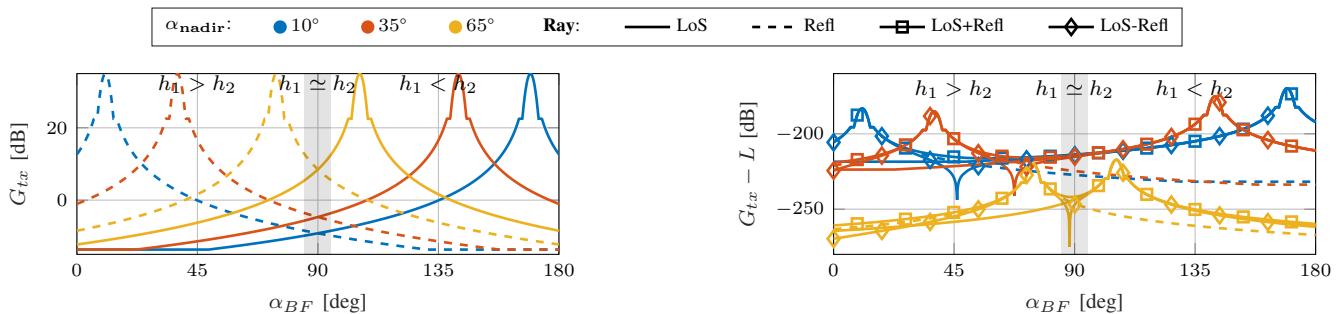 α_nadir: 10° 35° 65° Ray: LoS Refl LoS+Refl LoS-Refl
h₁ > h₂ h₁ ≃ h₂ h₁ < h₂
20
0
G_tx [dB]
0 45 90 135 180
α_BF [deg]
h₁ > h₂ h₁ ≃ h₂ h₁ < h₂
−200
−250
G_tx − L [dB]
0 45 90 135 180
α_BF [deg]